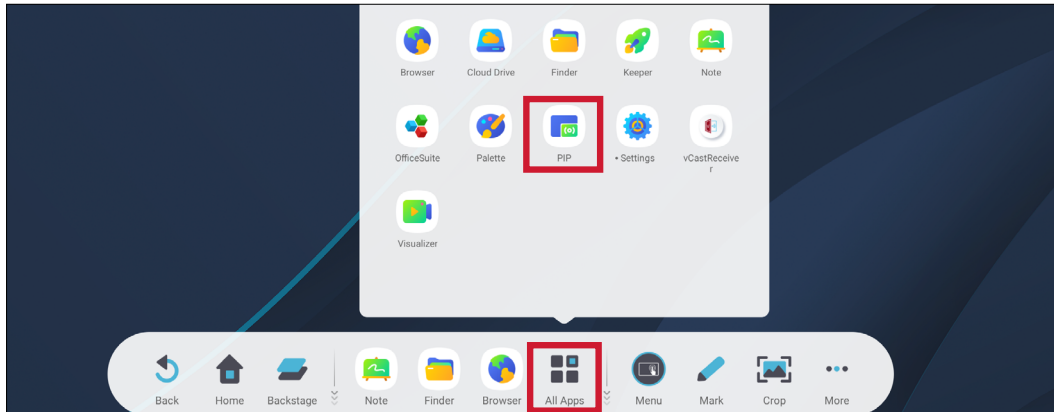 Browser Cloud Drive Finder Keeper Note
OfficeSuite Palette PIP • Settings vCastReceive
r
Visualizer
Back Home Backstage Note Finder Browser All Apps Menu Mark Crop More